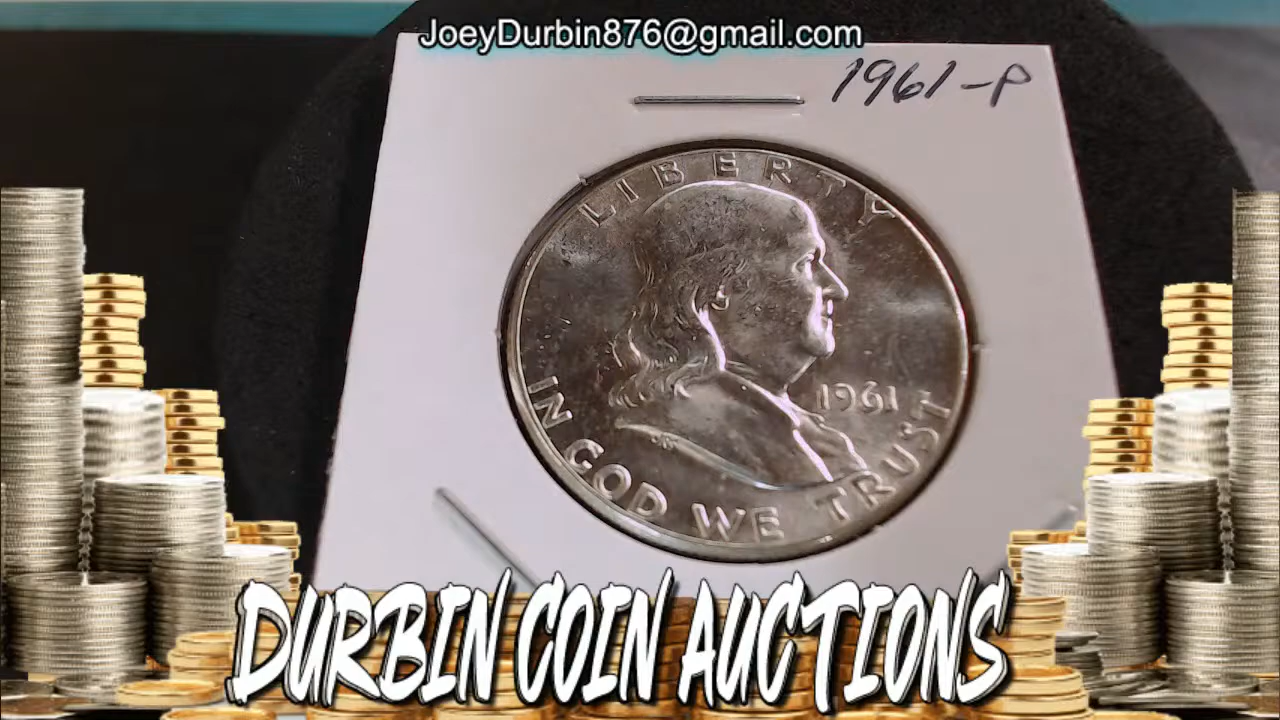 JoeyDurbin876@gmail.com
1961-P
LIBERTY
1961
IN GOD WE TRUST
DURBIN COIN AUCTIONS